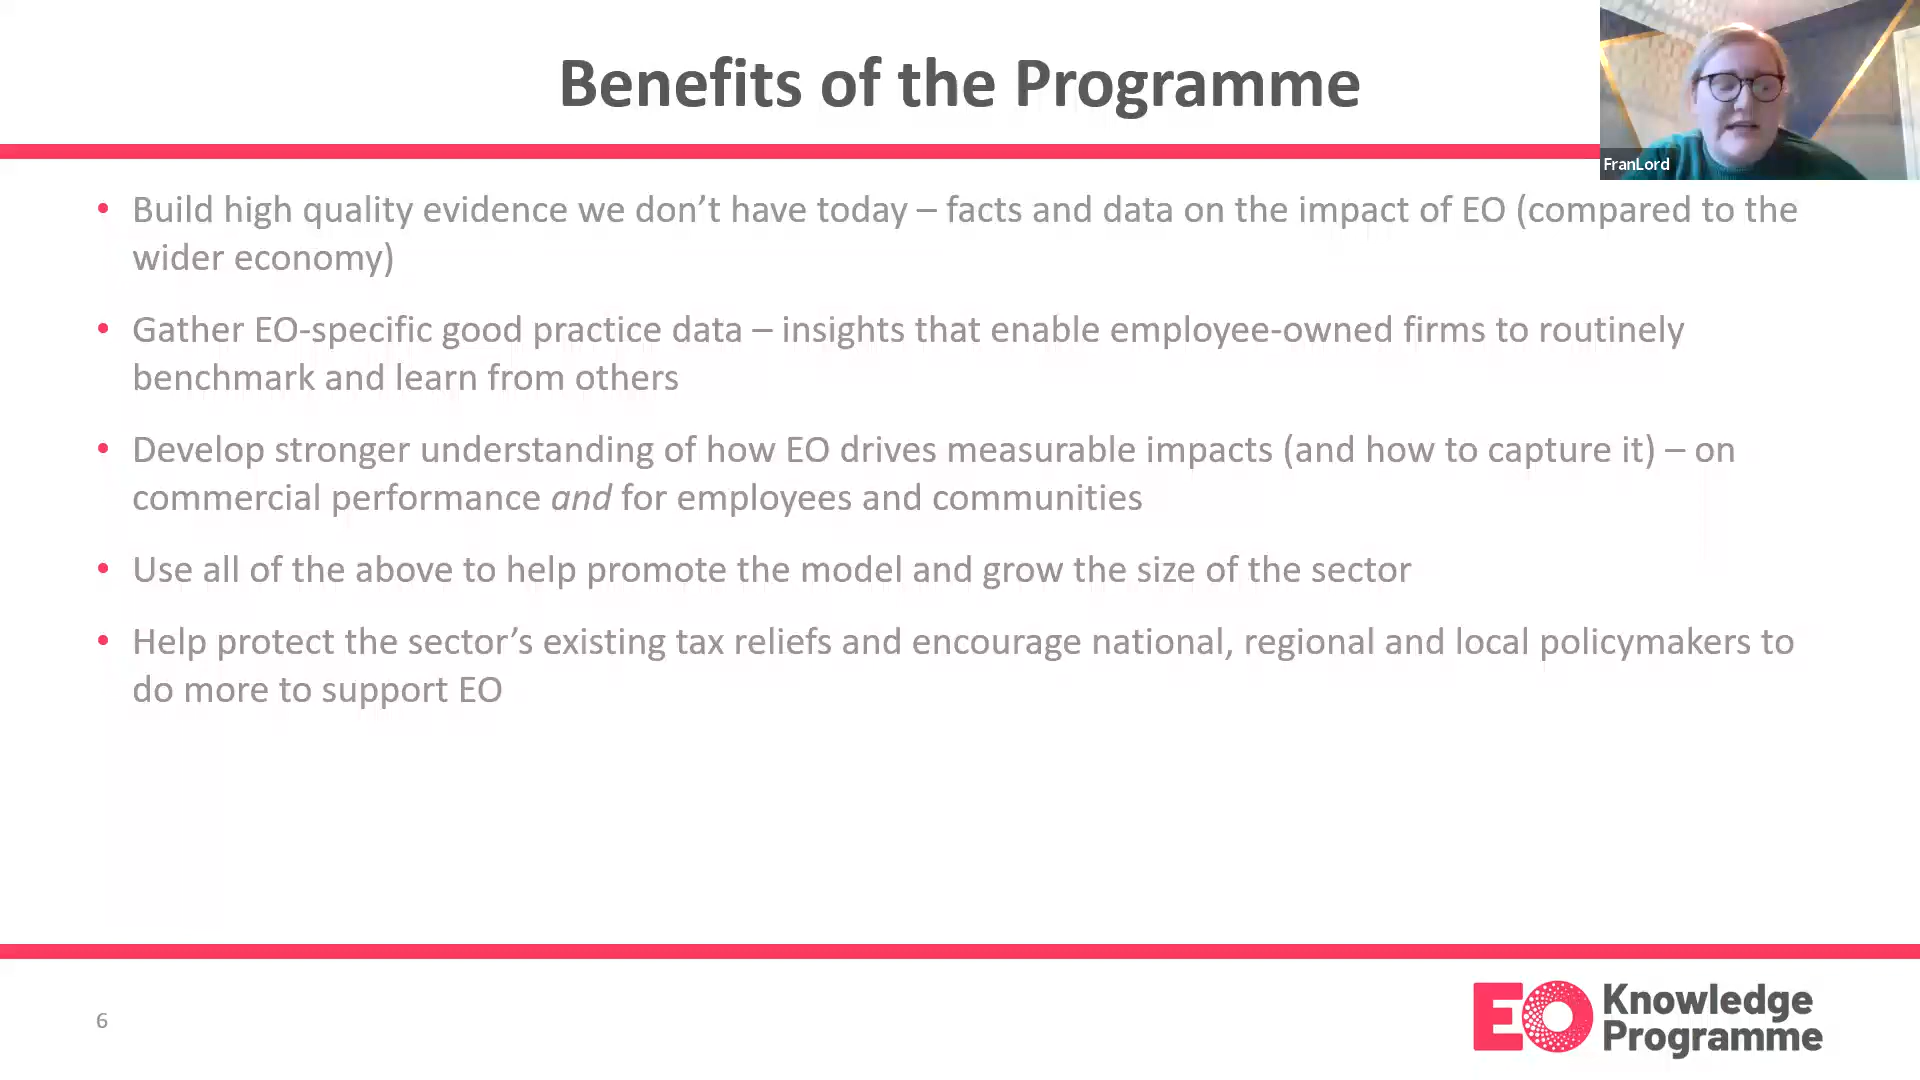 Benefits of the Programme
FranLord
• Build high quality evidence we don’t have today – facts and data on the impact of EO (compared to the
wider economy)
• Gather EO-specific good practice data – insights that enable employee-owned firms to routinely
benchmark and learn from others
• Develop stronger understanding of how EO drives measurable impacts (and how to capture it) – on
commercial performance and for employees and communities
• Use all of the above to help promote the model and grow the size of the sector
• Help protect the sector’s existing tax reliefs and encourage national, regional and local policymakers to
do more to support EO
6
EO Knowledge
Programme